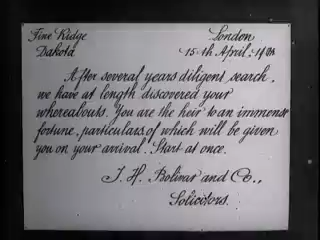 Pine Ridge London
Dakota 15th April,
After several years diligent search,
we have at length discovered your
whereabouts. You are the heir to an immense
fortune, particulars of which will be given
you on your arrival. Start at once.
J. H. Bolivar and Co.,
Solicitors.